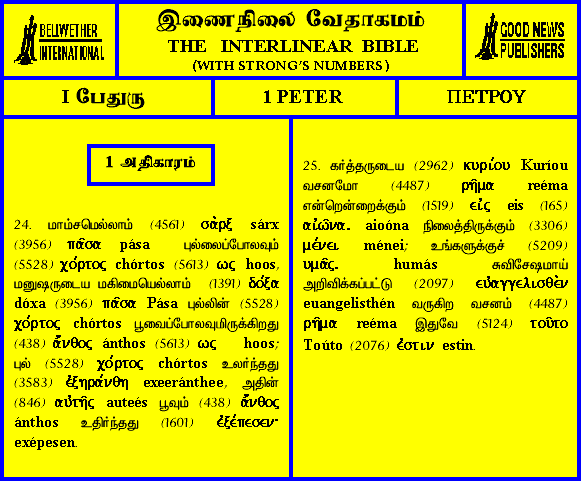 BELLWETHER
INTERNATIONAL
இணைநிலை வேதாகமம்
THE INTERLINEAR BIBLE
(WITH STRONG'S NUMBERS)
GOOD NEWS
PUBLISHERS
I பேதுரு
1 PETER
ΠΕΤΡΟΥ
1 அதிகாரம்
24. மாம்சமெல்லாம் (4561) σὰρξ sárx
(3956) πᾶσα pása புல்லைப்போலவும்
(5528) χόρτος chórtos (5613) ως hoos,
மனுஷருடைய மகிமையெல்லாம் (1391) δόξα
dóxa (3956) πᾶσα Pása புல்லின் (5528)
χόρτος chórtos பூவைப்போலவுமிருக்கிறது
(438) ἄνθος ánthos (5613) ως hoos;
புல் (5528) χόρτος chórtos உலர்ந்தது
(3583) ἐξηράνθη exeeránthee, அதின்
(846) αὐτῆς auteés பூவும் (438) ἄνθος
ánthos உதிர்ந்தது (1601) ἐξέπεσεν·
exépesen.
25. கர்த்தருடைய (2962) κυρίου Kuríou
வசனமோ (4487) ρῆμα reéma
என்றென்றைக்கும் (1519) εἰς eis (165)
αἰῶνα. aioóna நிலைத்திருக்கும் (3306)
μένει ménei; உங்களுக்குச் (5209)
υμᾶς. humás சுவிசேஷமாய்
அறிவிக்கப்பட்டு (2097) εὐαγγελισθὲν
euangelisthén வருகிற வசனம் (4487)
ρῆμα reéma இதுவே (5124) τοῦτο
Toúto (2076) ἐστιν estin.